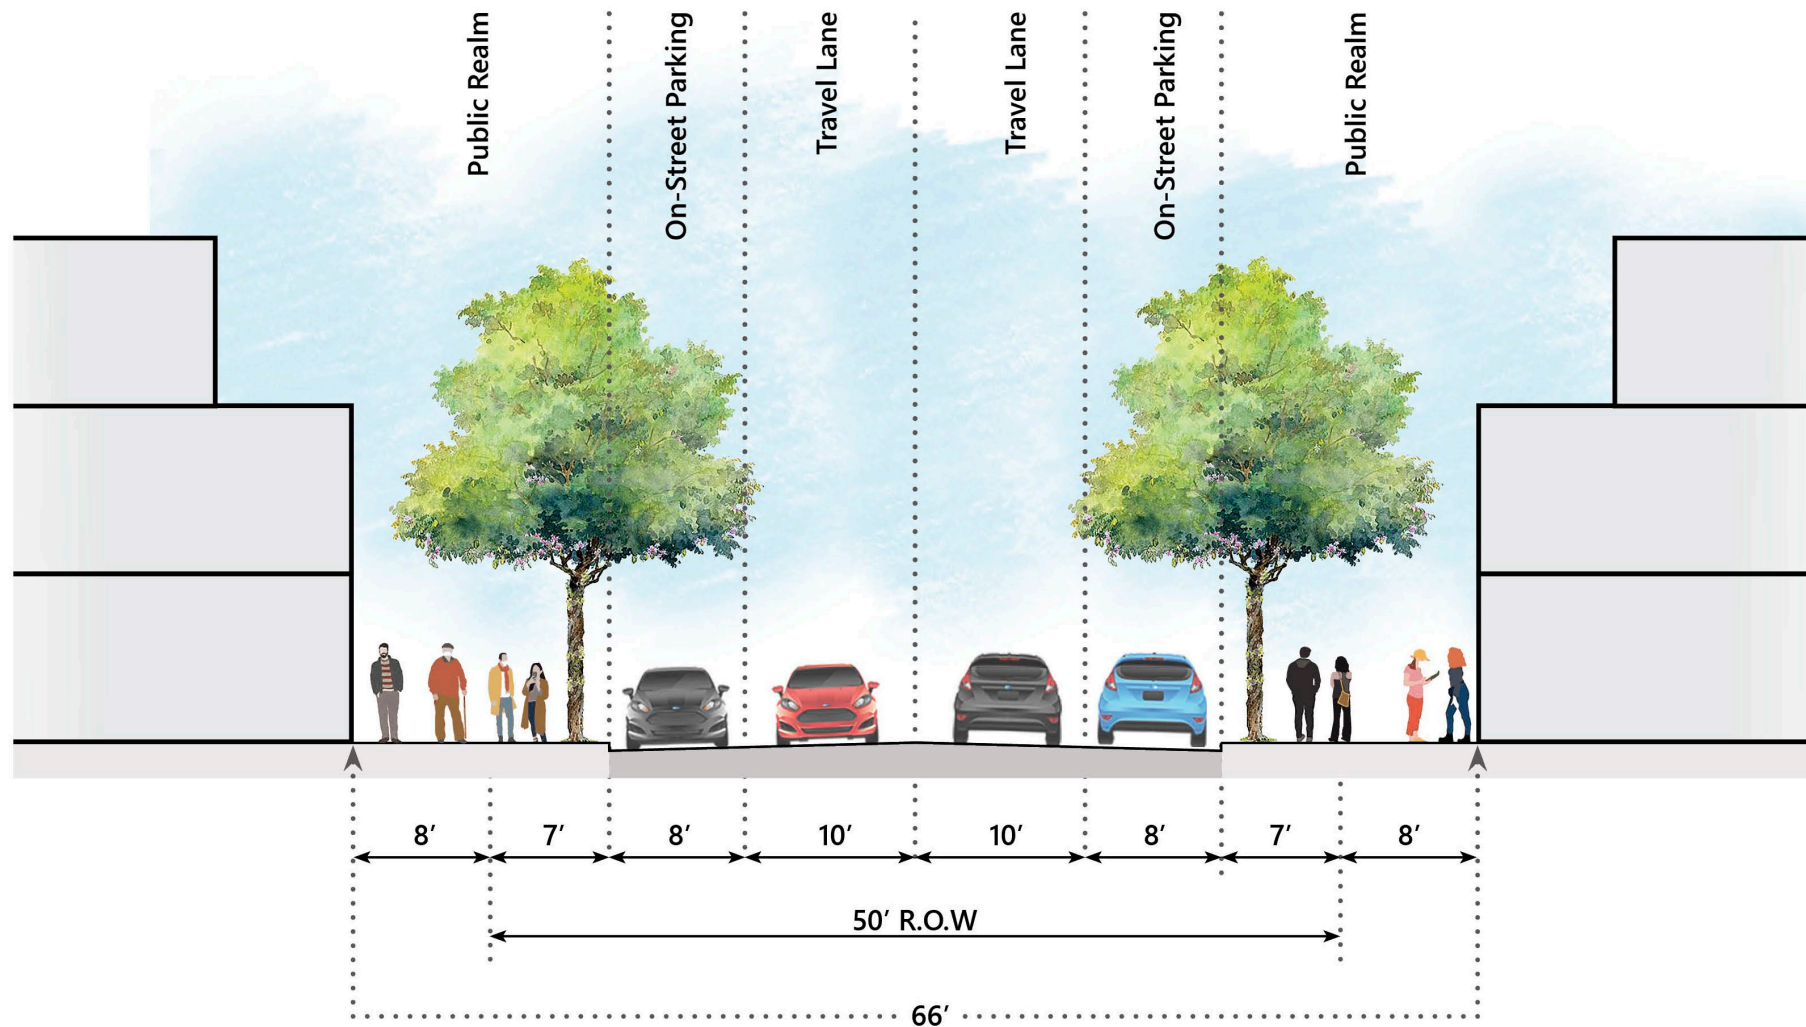 Public Realm
On-Street Parking
Travel Lane
Travel Lane
On-Street Parking
Public Realm
8′
7′
8′
10′
10′
8′
7′
8′
50′ R.O.W
66′